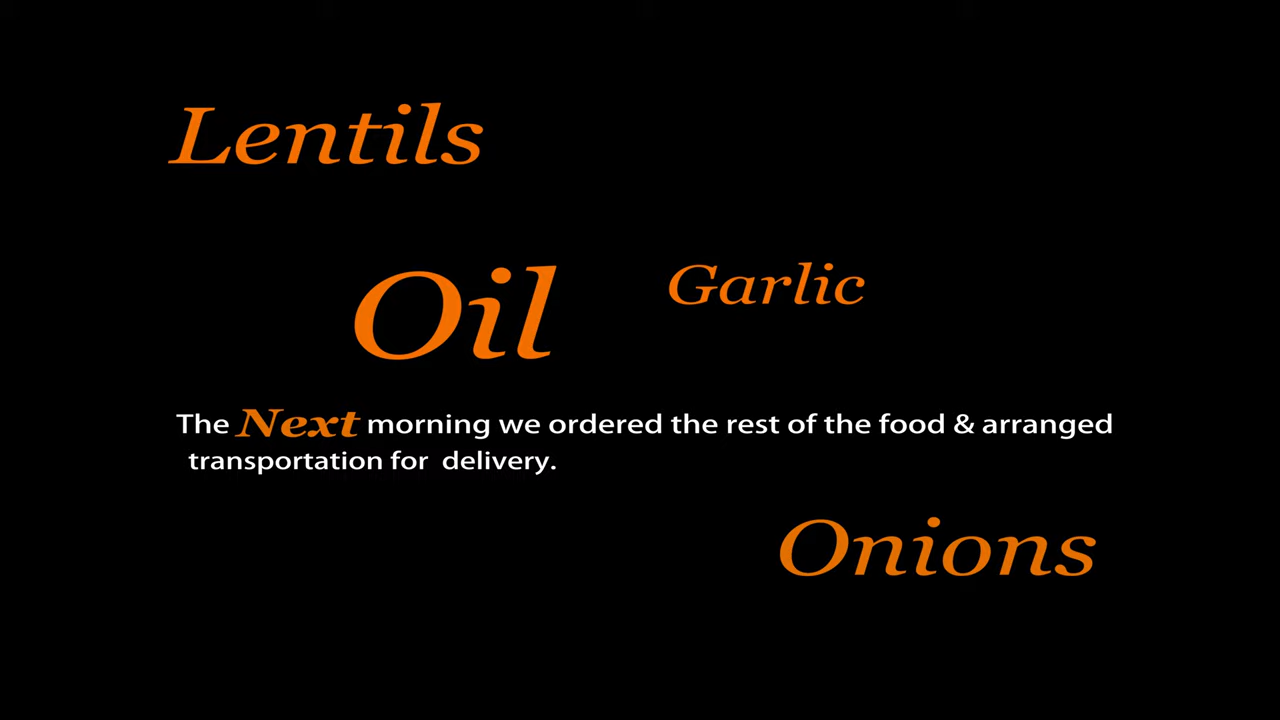 Lentils
Oil
Garlic
The Next morning we ordered the rest of the food & arranged
transportation for delivery.
Onions